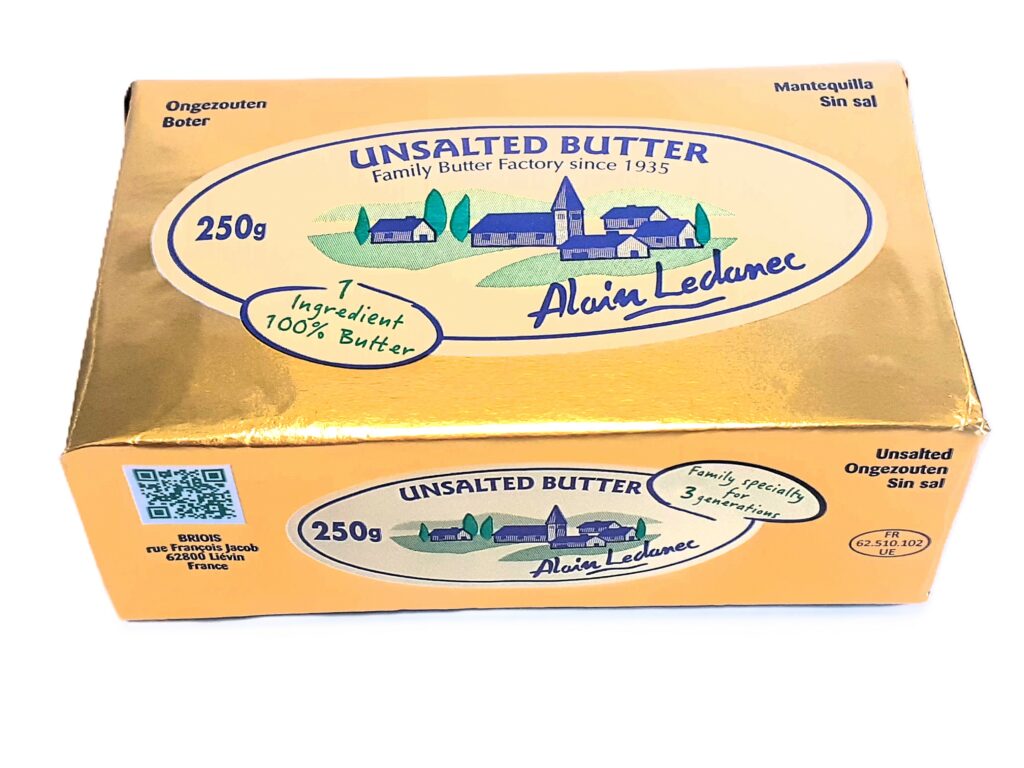 Ongezouten
Boter
Mantequilla
Sin sal
UNSALTED BUTTER
Family Butter Factory since 1935
250g
Alain Ledanec
1
Ingredient
100% Butter
UNSALTED BUTTER
250g
Alain Ledanec
Family specialty
for
3 generations
Unsalted
Ongezouten
Sin sal
BRIOIS
rue François Jacob
62800 Liévin
France
FR
62.510.102
UE